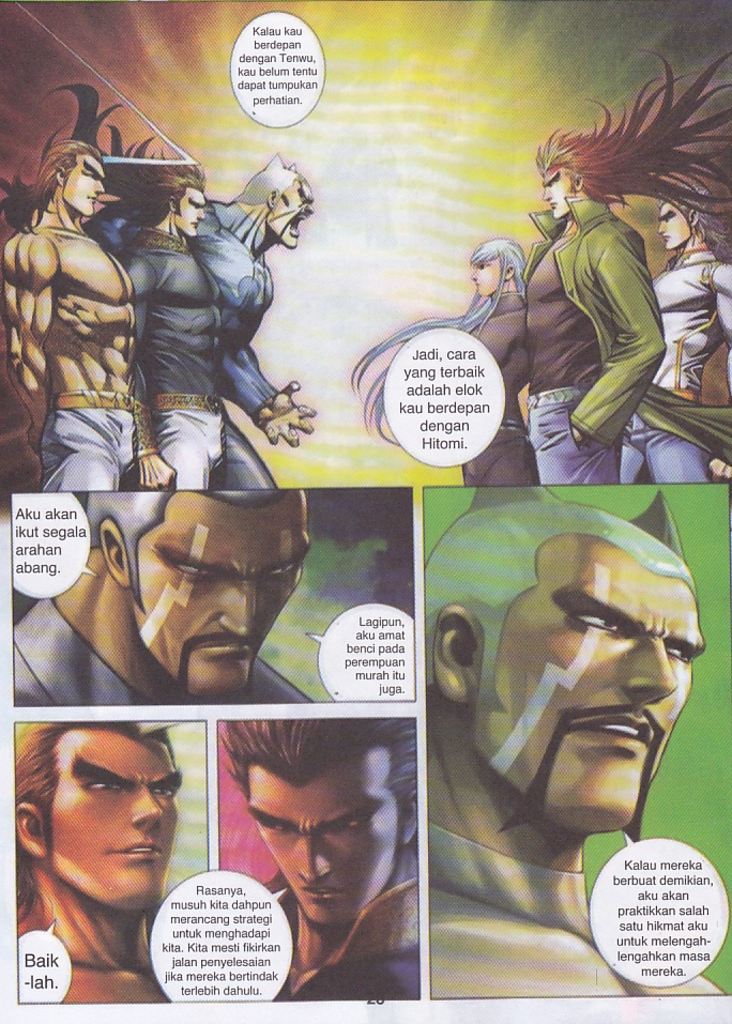 Kalau kau
berdepan
dengan Tenwu,
kau belum tentu
dapat tumpukan
perhatian.
Jadi, cara
yang terbaik
adalah elok
kau berdepan
dengan
Hitomi.
Aku akan
ikut segala
arahan
abang.
Lagipun,
aku amat
benci pada
perempuan
murah itu
juga.
Kalau mereka
berbuat demikian,
aku akan
praktikkan salah
satu hikmat aku
untuk melengah-
lengahkan masa
mereka.
Baik
-lah.
Rasanya,
musuh kita dahpun
merancang strategi
untuk menghadapi
kita. Kita mesti fikirkan
jalan penyelesaian
jika mereka bertindak
terlebih dahulu.